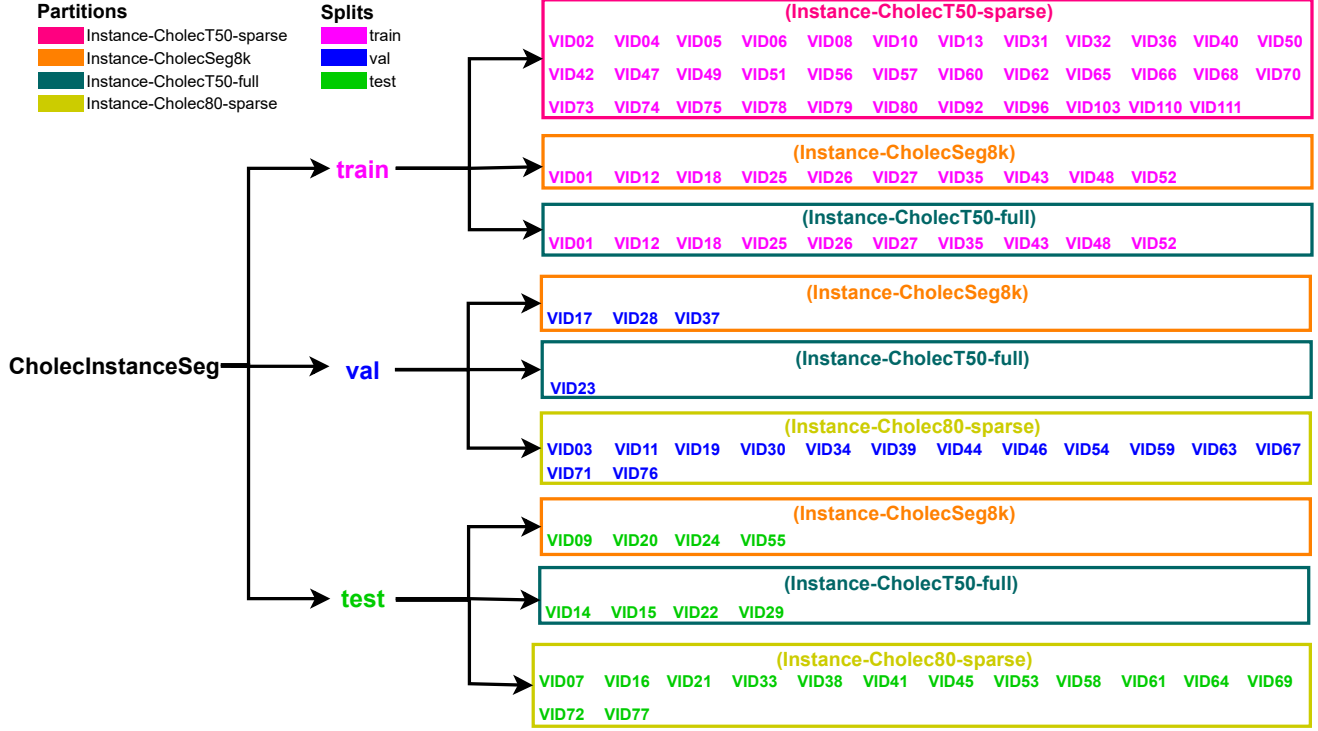 Partitions
Instance-CholecT50-sparse
Instance-CholecSeg8k
Instance-CholecT50-full
Instance-Cholec80-sparse
Splits
train
val
test
CholecInstanceSeg
train
(Instance-CholecT50-sparse)
VID02 VID04 VID05 VID06 VID08 VID10 VID13 VID31 VID32 VID36 VID40 VID50
VID42 VID47 VID49 VID51 VID56 VID57 VID60 VID62 VID65 VID66 VID68 VID70
VID73 VID74 VID75 VID78 VID79 VID80 VID92 VID96 VID103 VID110 VID111
(Instance-CholecSeg8k)
VID01 VID12 VID18 VID25 VID26 VID27 VID35 VID43 VID48 VID52
(Instance-CholecT50-full)
VID01 VID12 VID18 VID25 VID26 VID27 VID35 VID43 VID48 VID52
val
(Instance-CholecSeg8k)
VID17 VID28 VID37
(Instance-CholecT50-full)
VID23
(Instance-Cholec80-sparse)
VID03 VID11 VID19 VID30 VID34 VID39 VID44 VID46 VID54 VID59 VID63 VID67
VID71 VID76
test
(Instance-CholecSeg8k)
VID09 VID20 VID24 VID55
(Instance-CholecT50-full)
VID14 VID15 VID22 VID29
(Instance-Cholec80-sparse)
VID07 VID16 VID21 VID33 VID38 VID41 VID45 VID53 VID58 VID61 VID64 VID69
VID72 VID77